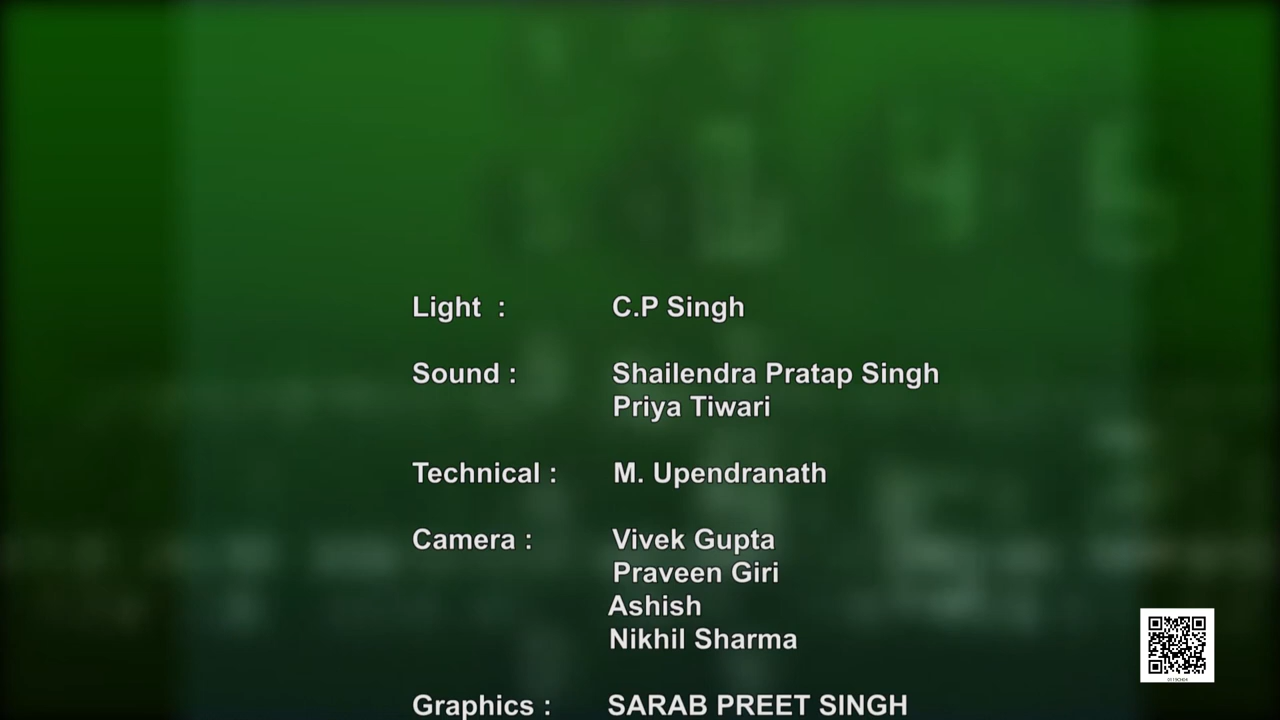 Light : C.P Singh
Sound : Shailendra Pratap Singh
Priya Tiwari
Technical : M. Upendranath
Camera : Vivek Gupta
Praveen Giri
Ashish
Nikhil Sharma
Graphics : SARAB PREET SINGH